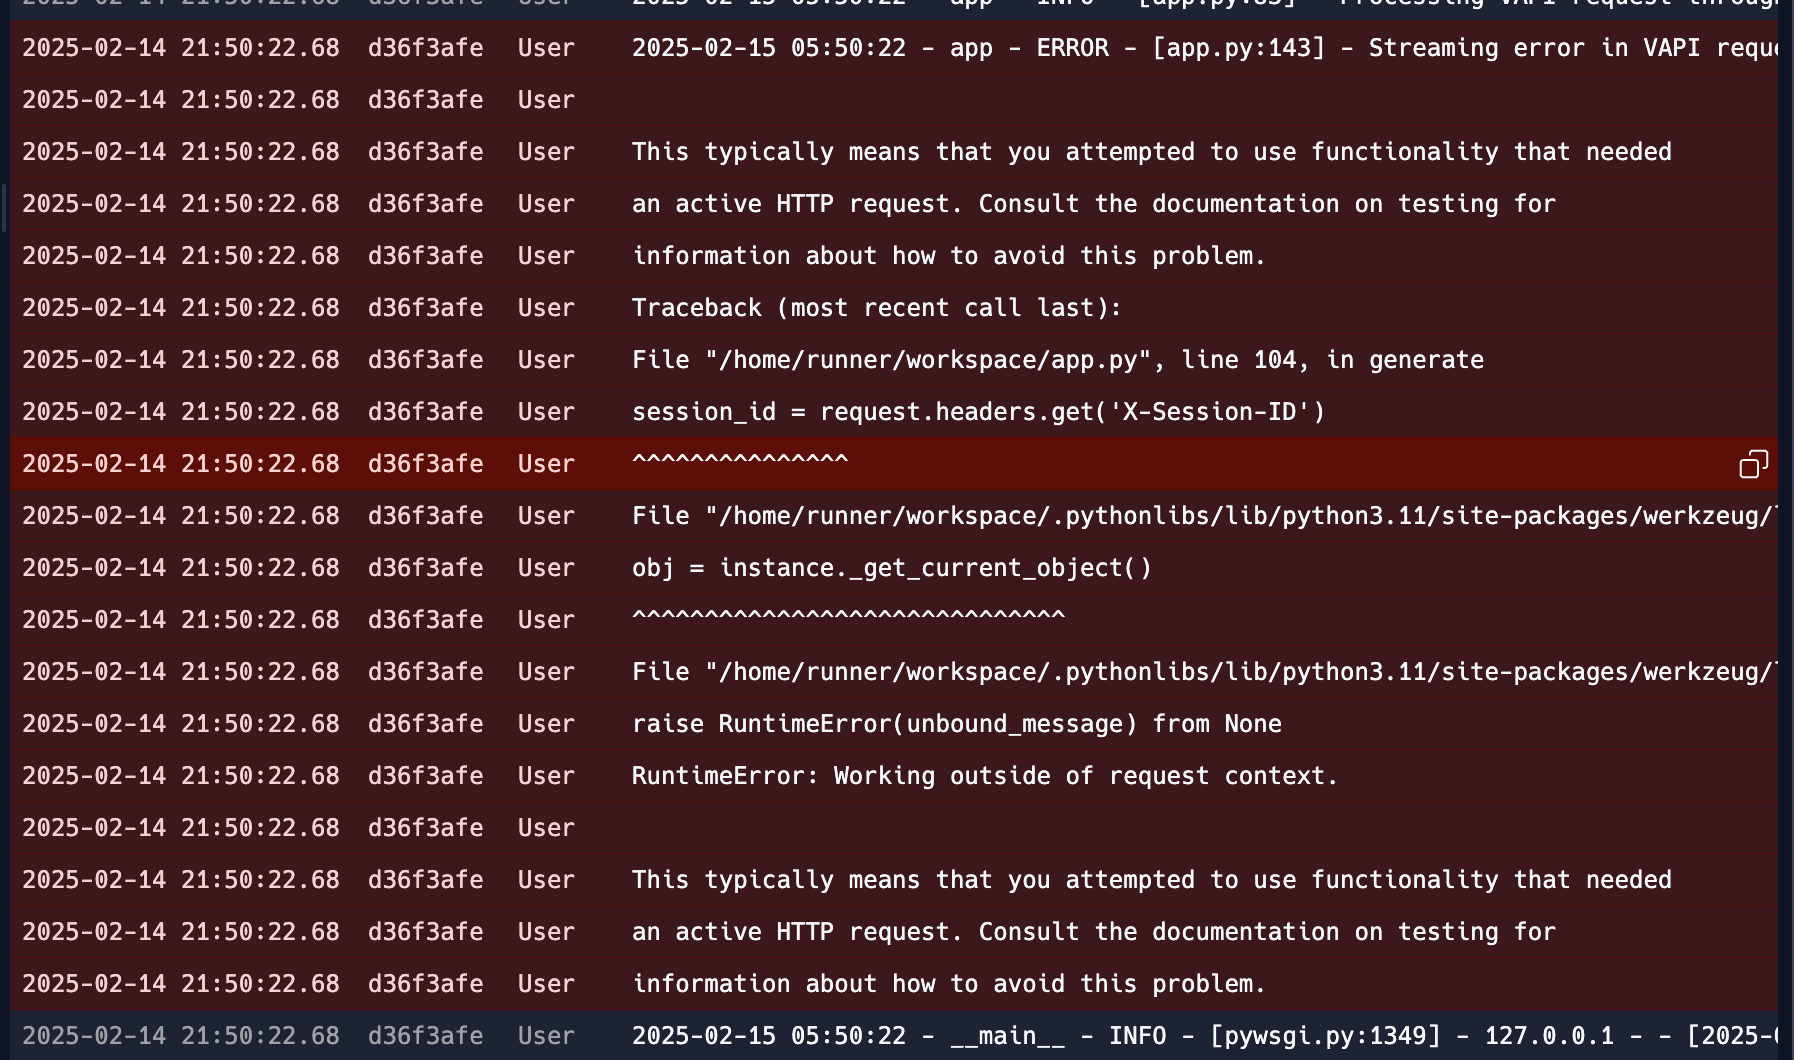 2025-02-14 21:50:22.68 d36f3afe User 2025-02-15 05:50:22 - app - INFO - [app.py:83] - Processing VAPI request through
2025-02-14 21:50:22.68 d36f3afe User 2025-02-15 05:50:22 - app - ERROR - [app.py:143] - Streaming error in VAPI reque
2025-02-14 21:50:22.68 d36f3afe User
2025-02-14 21:50:22.68 d36f3afe User This typically means that you attempted to use functionality that needed
2025-02-14 21:50:22.68 d36f3afe User an active HTTP request. Consult the documentation on testing for
2025-02-14 21:50:22.68 d36f3afe User information about how to avoid this problem.
2025-02-14 21:50:22.68 d36f3afe User Traceback (most recent call last):
2025-02-14 21:50:22.68 d36f3afe User File "/home/runner/workspace/app.py", line 104, in generate
2025-02-14 21:50:22.68 d36f3afe User session_id = request.headers.get('X-Session-ID')
2025-02-14 21:50:22.68 d36f3afe User ^^^^^^^^^^^^^^^
2025-02-14 21:50:22.68 d36f3afe User File "/home/runner/workspace/.pythonlibs/lib/python3.11/site-packages/werkzeug/
2025-02-14 21:50:22.68 d36f3afe User obj = instance._get_current_object()
2025-02-14 21:50:22.68 d36f3afe User ^^^^^^^^^^^^^^^^^^^^^^^^^^^^^^
2025-02-14 21:50:22.68 d36f3afe User File "/home/runner/workspace/.pythonlibs/lib/python3.11/site-packages/werkzeug/
2025-02-14 21:50:22.68 d36f3afe User raise RuntimeError(unbound_message) from None
2025-02-14 21:50:22.68 d36f3afe User RuntimeError: Working outside of request context.
2025-02-14 21:50:22.68 d36f3afe User
2025-02-14 21:50:22.68 d36f3afe User This typically means that you attempted to use functionality that needed
2025-02-14 21:50:22.68 d36f3afe User an active HTTP request. Consult the documentation on testing for
2025-02-14 21:50:22.68 d36f3afe User information about how to avoid this problem.
2025-02-14 21:50:22.68 d36f3afe User 2025-02-15 05:50:22 - __main__ - INFO - [pywsgi.py:1349] - 127.0.0.1 - - [2025-